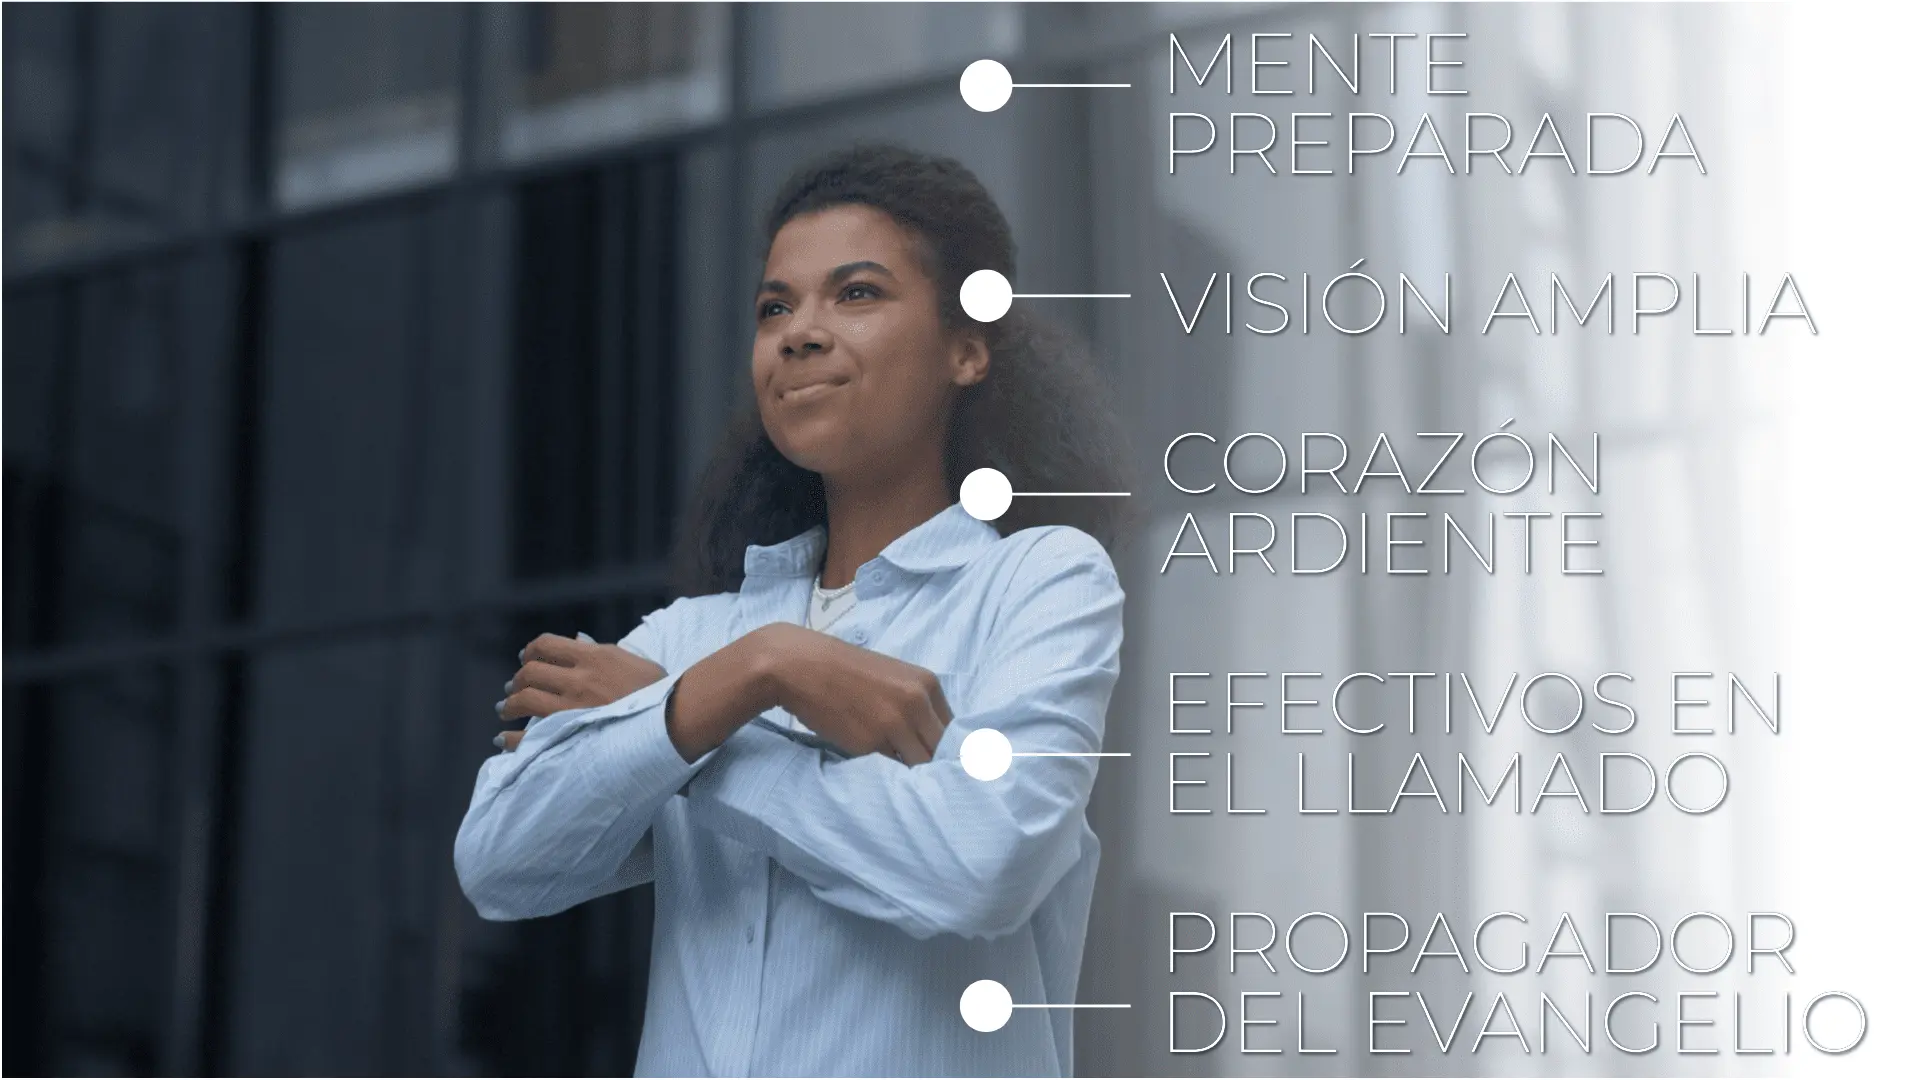 MENTE
PREPARADA
VISIÓN AMPLIA
CORAZÓN
ARDIENTE
EFECTIVOS EN
EL LLAMADO
PROPAGADOR
DEL EVANGELIO